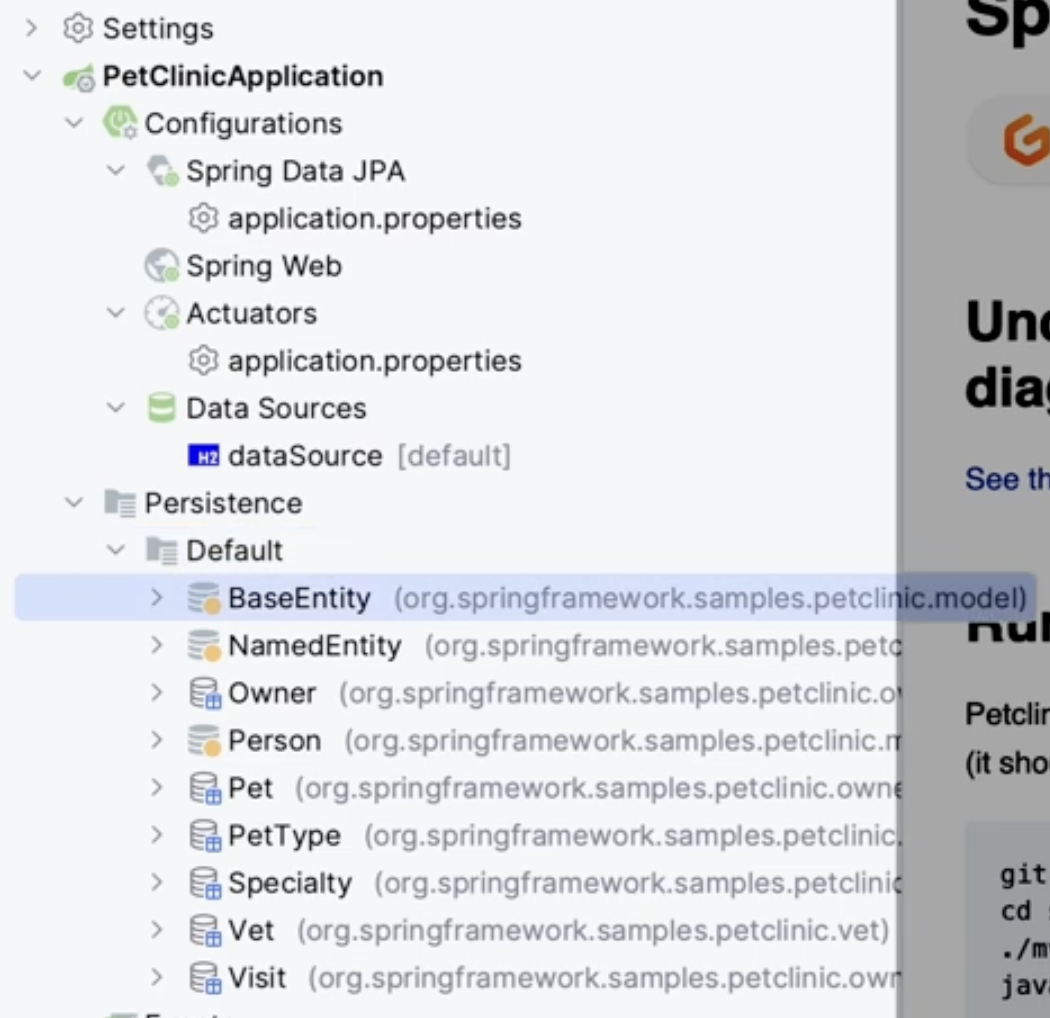 Settings
PetClinicApplication
Configurations
Spring Data JPA
application.properties
Spring Web
Actuators
application.properties
Data Sources
H2 dataSource [default]
Persistence
Default
BaseEntity (org.springframework.samples.petclinic.model)
NamedEntity (org.springframework.samples.petc
Owner (org.springframework.samples.petclinic.o
Person (org.springframework.samples.petclinic.m
Pet (org.springframework.samples.petclinic.owne
PetType (org.springframework.samples.petclinic.
Specialty (org.springframework.samples.petclinic
Vet (org.springframework.samples.petclinic.vet)
Visit (org.springframework.samples.petclinic.own
Sp
Und
diag
See th
Petclin
(it sho
git
cd
./m
java